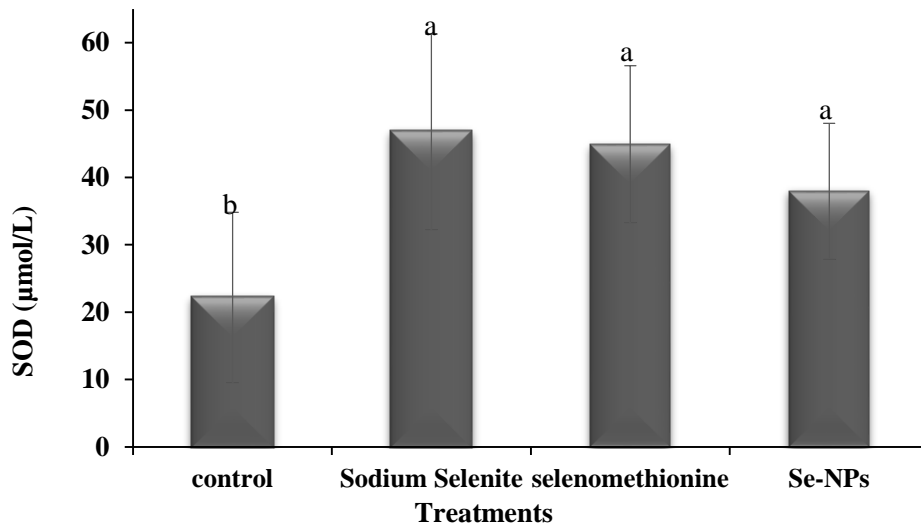 a
a
a
b
60
50
40
30
20
10
0
SOD (µmol/L)
control Sodium Selenite selenomethionine Se-NPs
Treatments